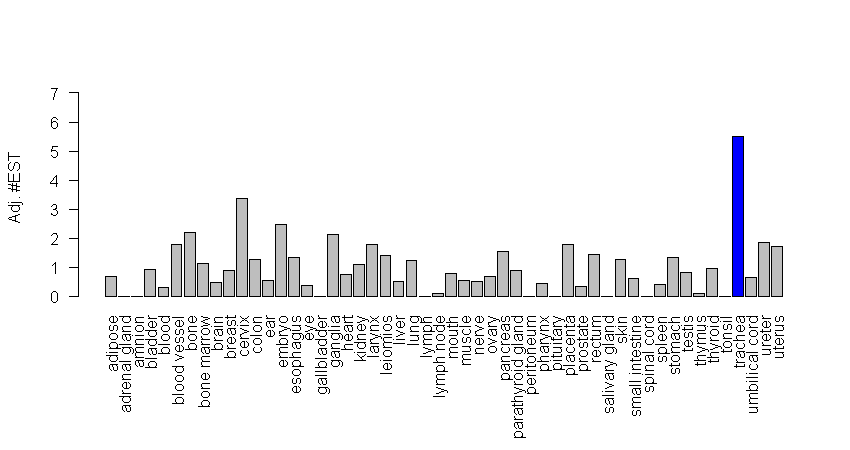 7
6
5
4
3
2
1
0
Adj. #EST
adipose
adrenal gland
amnion
bladder
blood
blood vessel
bone
bone marrow
brain
breast
cervix
colon
ear
embryo
esophagus
eye
gallbladder
ganglia
heart
kidney
larynx
leiomios
liver
lung
lymph
lymph node
mouth
muscle
nerve
ovary
pancreas
parathyroid gland
peritoneum
pharynx
pituitary
placenta
prostate
rectum
salivary gland
skin
small intestine
spinal cord
spleen
stomach
testis
thymus
thyroid
tonsil
trachea
umbilical cord
ureter
uterus